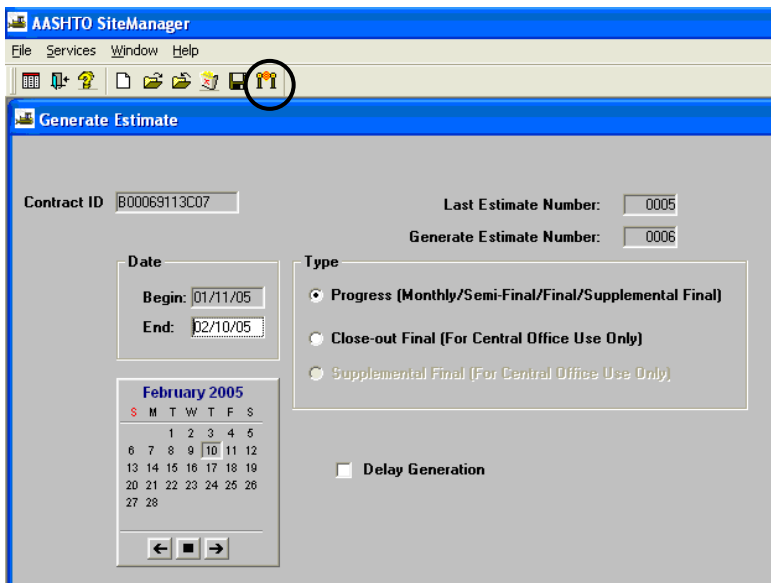 AASHTO SiteManager
File Services Window Help
Generate Estimate
Contract ID B00069113C07
Last Estimate Number: 0005
Generate Estimate Number: 0006
Date
Begin: 01/11/05
End: 02/10/05
Type
Progress (Monthly/Semi-Final/Final/Supplemental Final)
Close-out Final (For Central Office Use Only)
Supplemental Final (For Central Office Use Only)
February 2005
S M T W T F S
1 2 3 4 5
6 7 8 9 10 11 12
13 14 15 16 17 18 19
20 21 22 23 24 25 26
27 28
Delay Generation